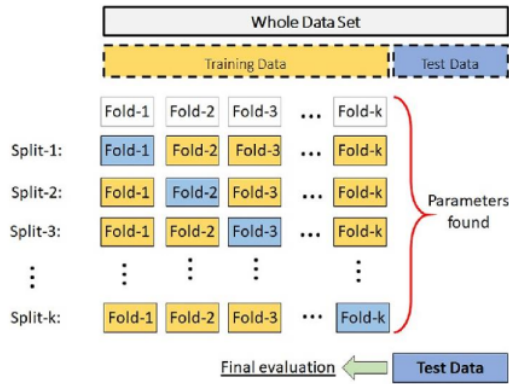 Whole Data Set
Training Data Test Data
Fold-1 Fold-2 Fold-3 ... Fold-k
Split-1: Fold-1 Fold-2 Fold-3 ... Fold-k
Split-2: Fold-1 Fold-2 Fold-3 ... Fold-k
Split-3: Fold-1 Fold-2 Fold-3 ... Fold-k
Split-k: Fold-1 Fold-2 Fold-3 ... Fold-k
Parameters
found
Final evaluation Test Data